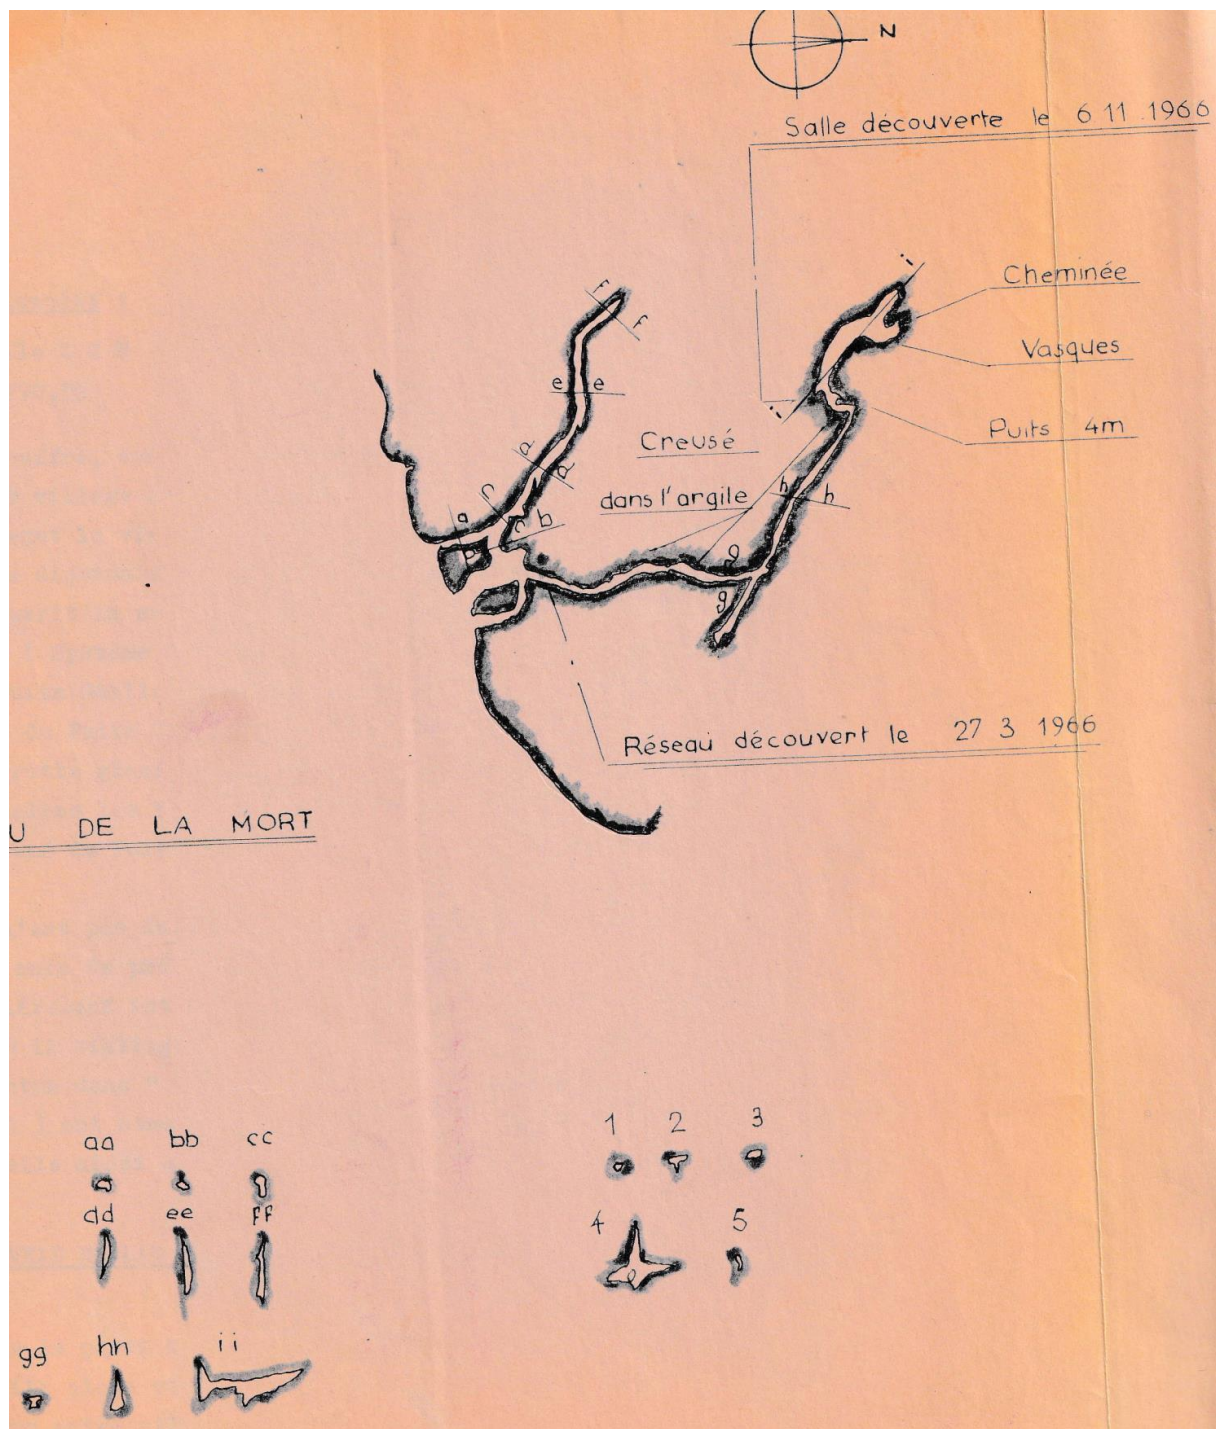 N
Salle découverte le 6 11 1966
i
Cheminée
f
f
Vasques
e e
i
Puits 4m
Creusé
d
d
h h
dans l'argile
c
a
c b
b
g
g
Réseau découvert le 27 3 1966
U DE LA MORT
1 2 3
aa bb cc
dd ee ff
4 5
gg hh ii